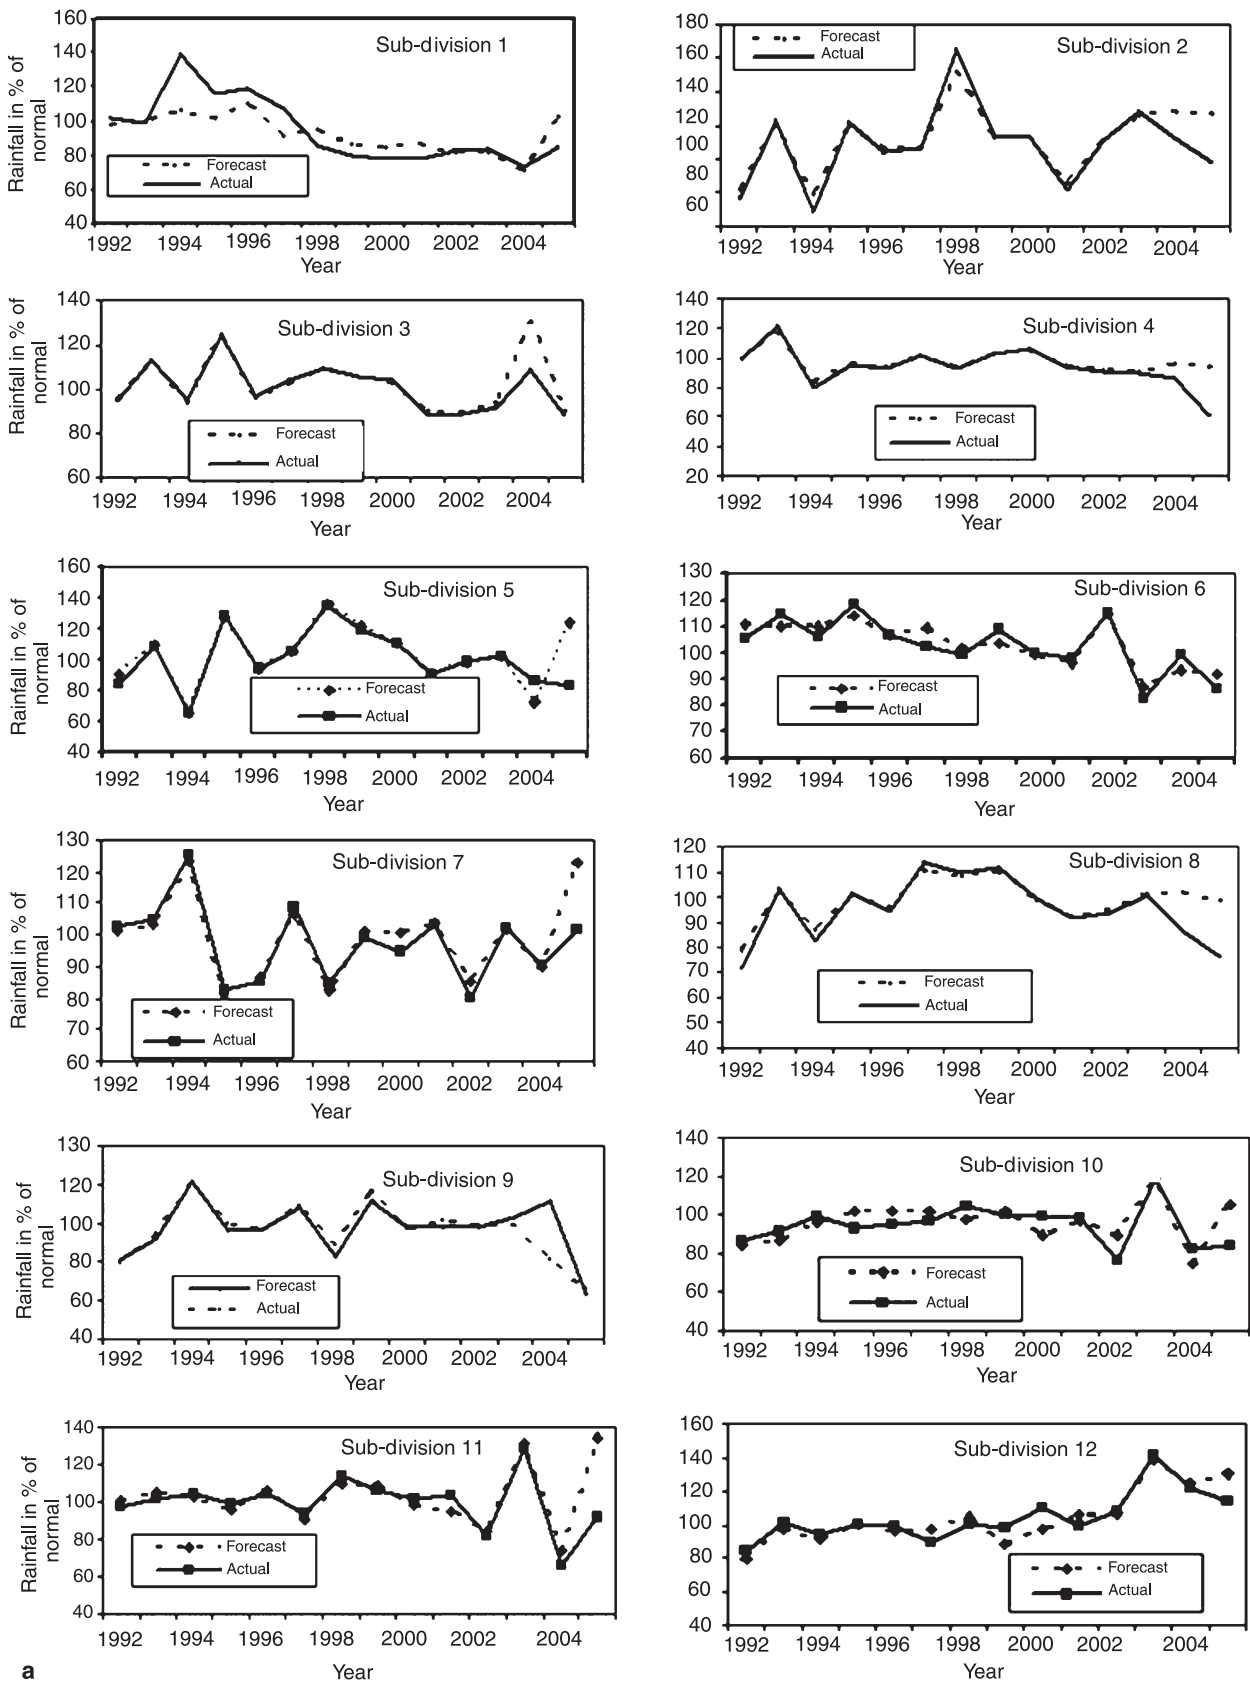 Rainfall in % of
normal
160
140
120
100
80
60
40
Sub-division 1
Forecast
Actual
1992 1994 1996 1998 2000 2002 2004
Year
180
160
140
120
100
80
60
Forecast
Actual
Sub-division 2
1992 1994 1996 1998 2000 2002 2004
Year
Rainfall in % of
normal
140
120
100
80
60
Sub-division 3
Forecast
Actual
1992 1994 1996 1998 2000 2002 2004
Year
140
120
100
80
60
40
20
Sub-division 4
Forecast
Actual
1992 1994 1996 1998 2000 2002 2004
Year
Rainfall in % of
normal
160
140
120
100
80
60
40
Sub-division 5
Forecast
Actual
1992 1994 1996 1998 2000 2002 2004
Year
130
120
110
100
90
80
70
60
Sub-division 6
Forecast
Actual
1992 1994 1996 1998 2000 2002 2004
Year
Rainfall in % of
normal
130
120
110
100
90
80
70
60
Sub-division 7
Forecast
Actual
1992 1994 1996 1998 2000 2002 2004
Year
120
110
100
90
80
70
60
50
40
Sub-division 8
Forecast
Actual
1992 1994 1996 1998 2000 2002 2004
Year
Rainfall in % of
normal
130
120
100
80
60
40
Sub-division 9
Forecast
Actual
1992 1994 1996 1998 2000 2002 2004
Year
140
120
100
80
60
40
Sub-division 10
Forecast
Actual
1992 1994 1996 1998 2000 2002 2004
Year
Rainfall in % of
normal
140
120
100
80
60
40
Sub-division 11
Forecast
Actual
1992 1994 1996 1998 2000 2002 2004
Year
160
140
120
100
80
60
40
Sub-division 12
Forecast
Actual
1992 1994 1996 1998 2000 2002 2004
Year
a